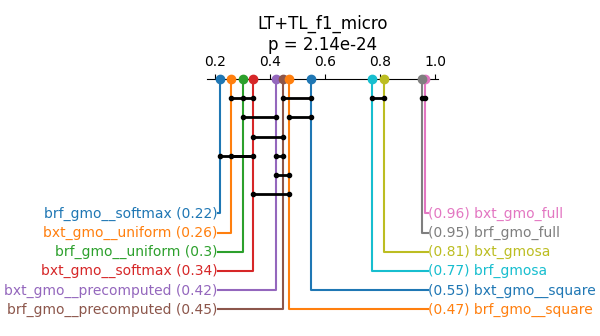 LT+TL_f1_micro
p = 2.14e-24
0.2 0.4 0.6 0.8 1.0
brf_gmo__softmax (0.22)
(0.96) bxt_gmo_full
bxt_gmo__uniform (0.26)
(0.95) brf_gmo_full
brf_gmo__uniform (0.3)
(0.81) bxt_gmosa
bxt_gmo__softmax (0.34)
(0.77) brf_gmosa
bxt_gmo__precomputed (0.42)
(0.55) bxt_gmo__square
brf_gmo__precomputed (0.45)
(0.47) brf_gmo__square